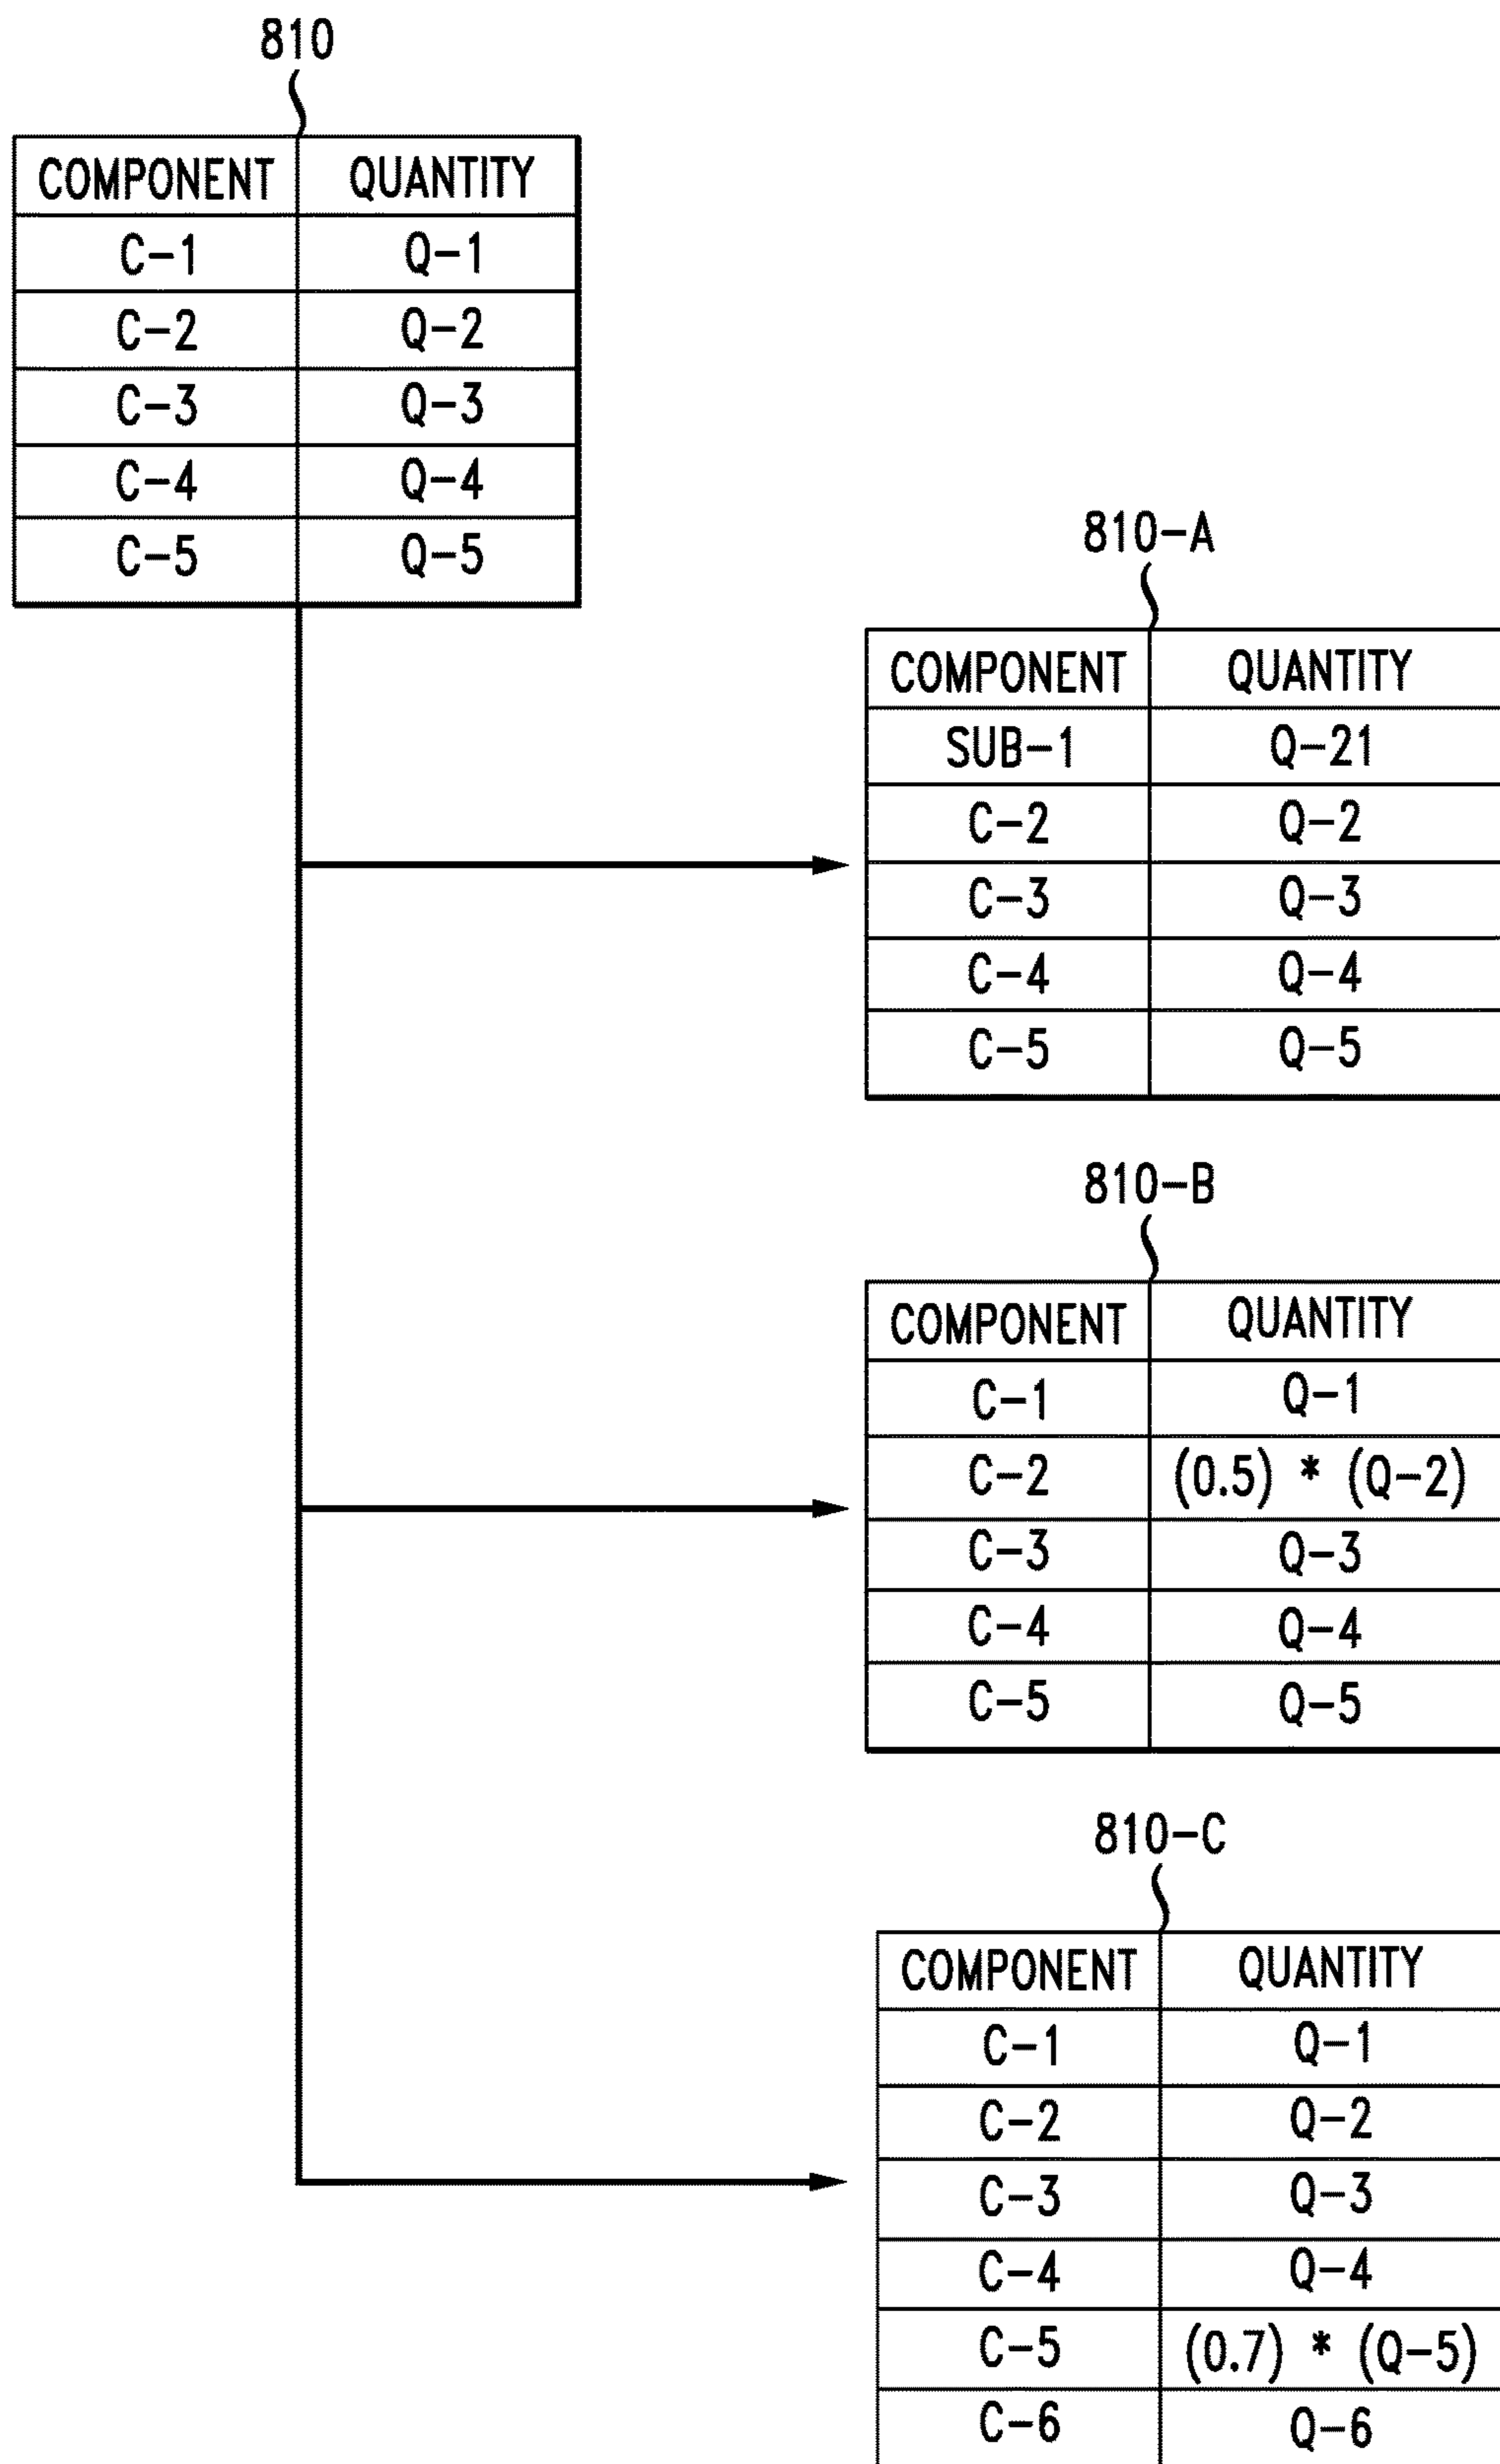 810
COMPONENT QUANTITY
C-1 Q-1
C-2 Q-2
C-3 Q-3
C-4 Q-4
C-5 Q-5
810-A
COMPONENT QUANTITY
SUB-1 Q-21
C-2 Q-2
C-3 Q-3
C-4 Q-4
C-5 Q-5
810-B
COMPONENT QUANTITY
C-1 Q-1
C-2 (0.5) * (Q-2)
C-3 Q-3
C-4 Q-4
C-5 Q-5
810-C
COMPONENT QUANTITY
C-1 Q-1
C-2 Q-2
C-3 Q-3
C-4 Q-4
C-5 (0.7) * (Q-5)
C-6 Q-6